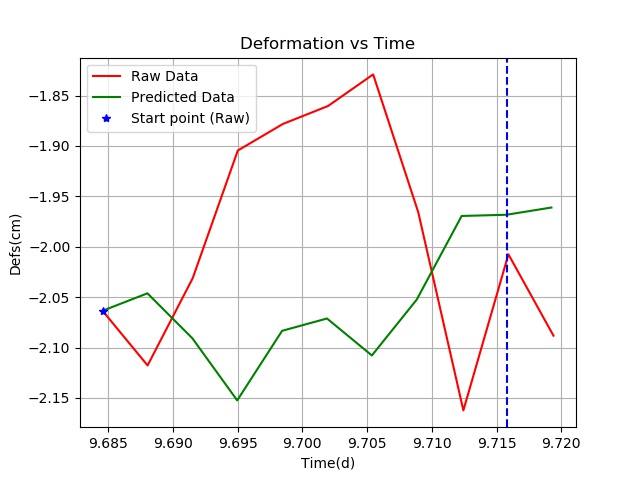 Deformation vs Time
Raw Data
Predicted Data
Start point (Raw)
Defs(cm)
−1.85
−1.90
−1.95
−2.00
−2.05
−2.10
−2.15
9.685 9.690 9.695 9.700 9.705 9.710 9.715 9.720
Time(d)